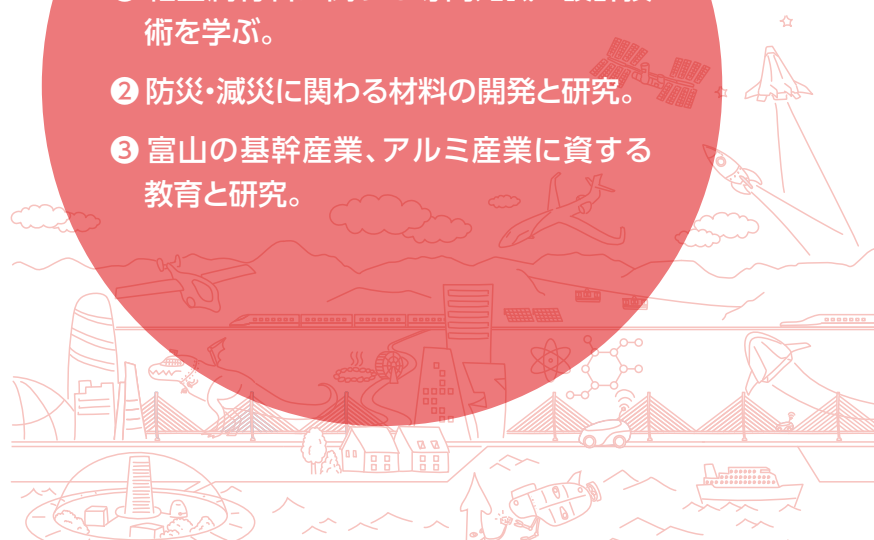 術を学ぶ。
❷ 防災・減災に関わる材料の開発と研究。
❸ 富山の基幹産業、アルミ産業に資する
教育と研究。